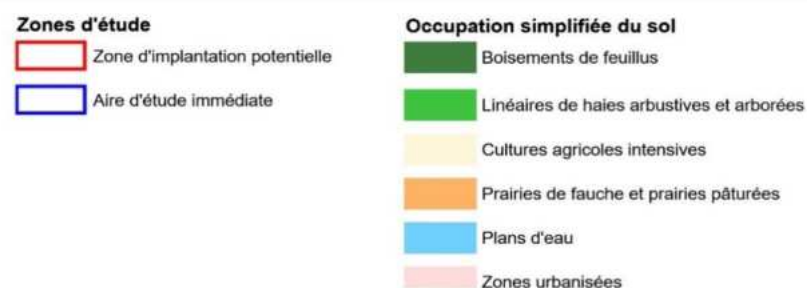 Zones d'étude
Zone d'implantation potentielle
Aire d'étude immédiate
Occupation simplifiée du sol
Boisements de feuillus
Linéaires de haies arbustives et arborées
Cultures agricoles intensives
Prairies de fauche et prairies pâturées
Plans d'eau
Zones urbanisées